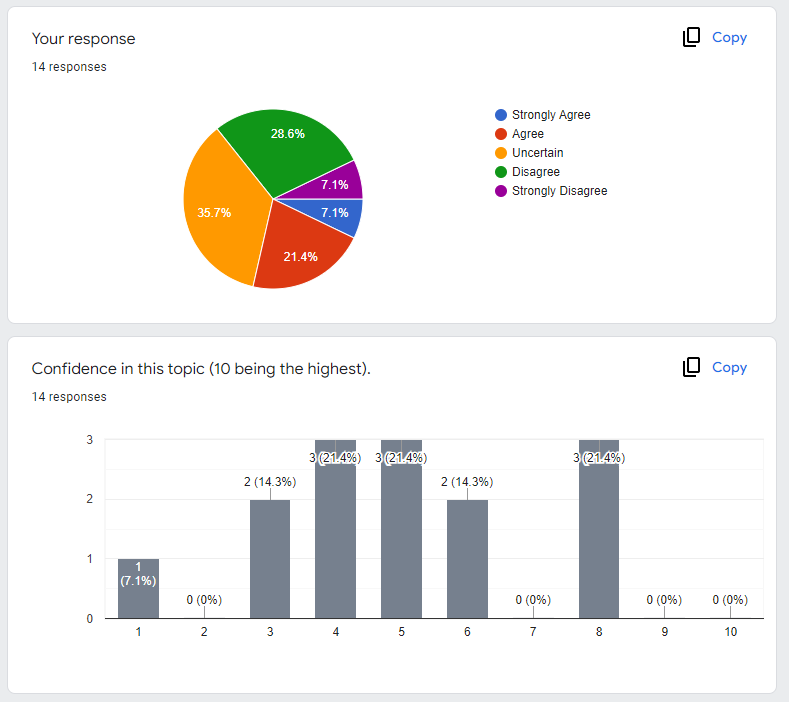 Your response
Copy
14 responses
28.6%
7.1%
7.1%
21.4%
35.7%
Strongly Agree
Agree
Uncertain
Disagree
Strongly Disagree
Confidence in this topic (10 being the highest).
Copy
14 responses
3
2
1
0
1
(7.1%)
0 (0%)
2 (14.3%)
3 (21.4%)
3 (21.4%)
2 (14.3%)
0 (0%)
3 (21.4%)
0 (0%)
0 (0%)
1 2 3 4 5 6 7 8 9 10